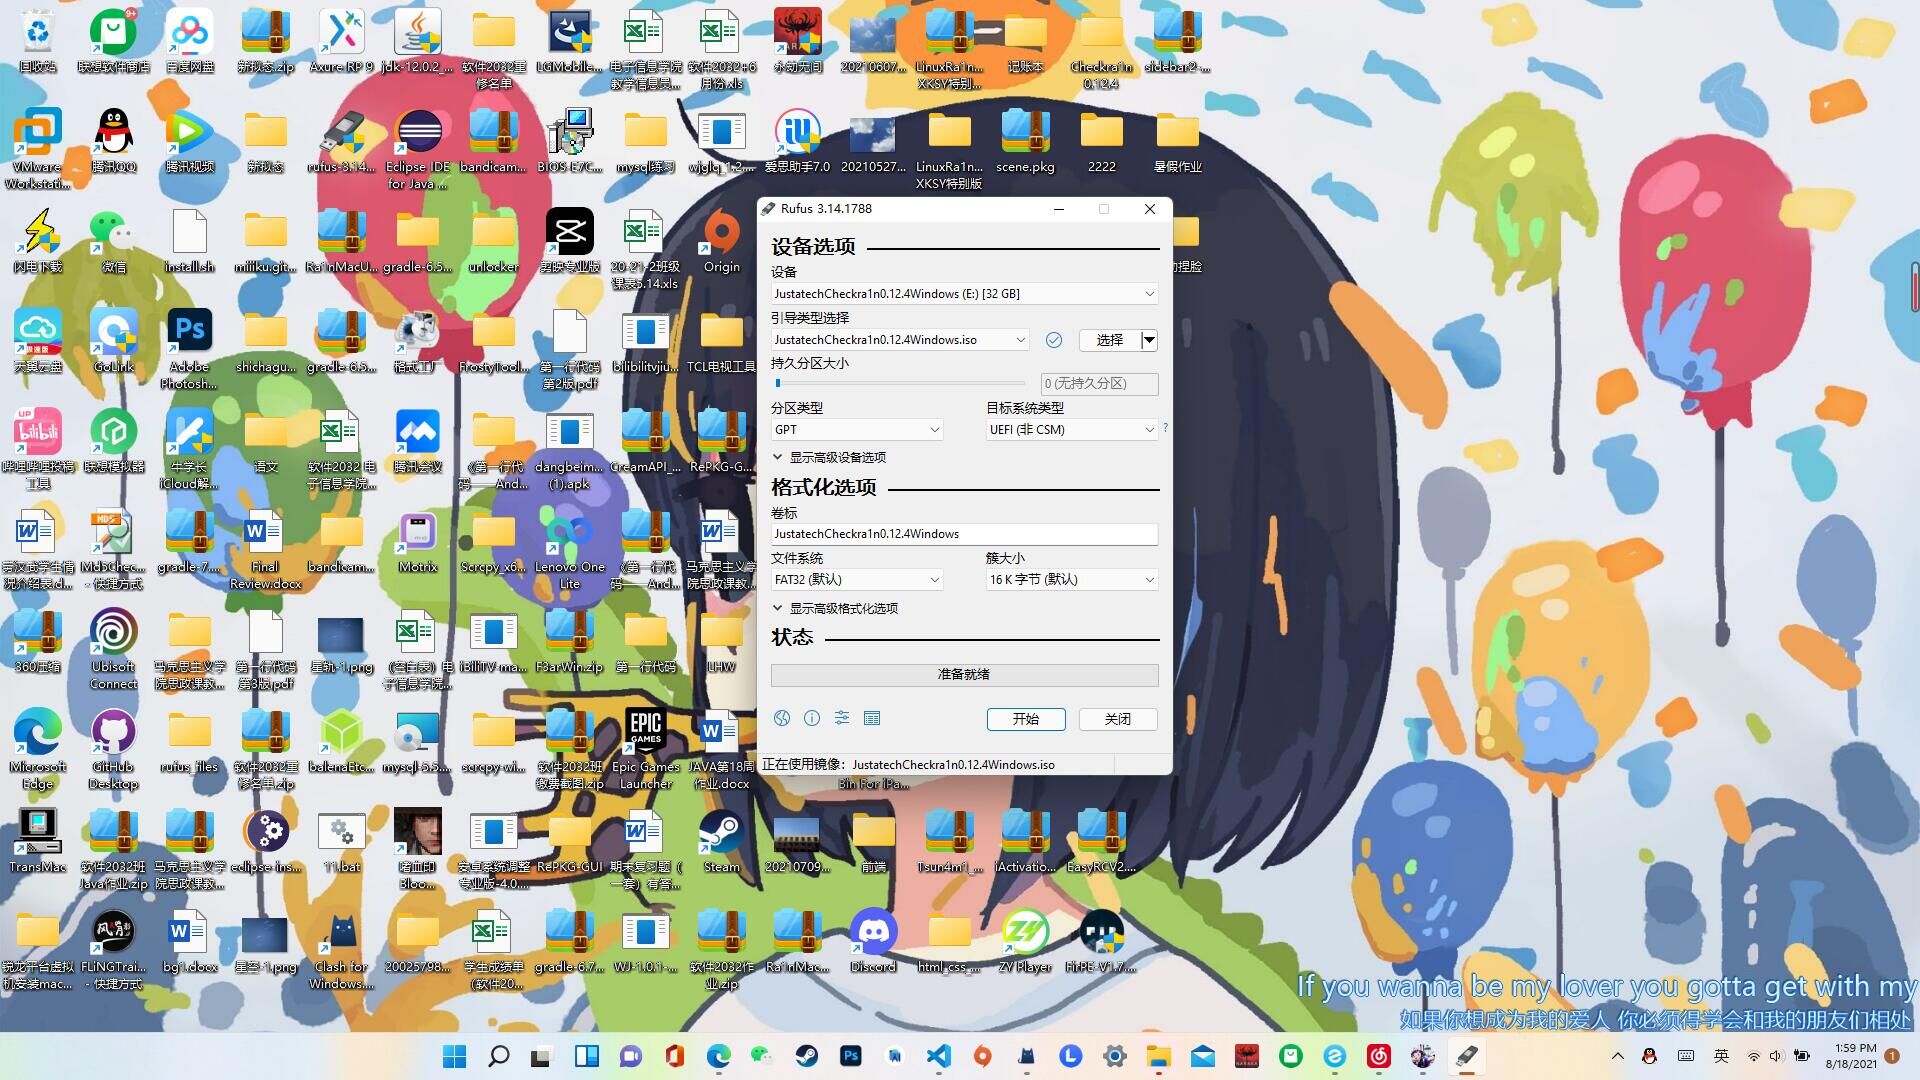 回收站
联想软件商店
百度网盘
新拟态.zip
Axure RP 9
jdk-12.0.2_...
软件2032重
修名单
LGMobile...
电子信息学院
教学信息员...
软件2032+6
月份.xls
永劫无间
20210607...
LinuxRa1n...
XKSY特别...
记账本
Checkra1n
0.12.4
sidebar2-...
VMware
Workstati...
腾讯QQ
腾讯视频
新拟态
rufus-3.14...
Eclipse IDE
for Java ...
bandicam...
BIOS-E7C...
mysql练习
wjglq_1.2...
爱思助手7.0
20210527...
LinuxRa1n...
XKSY特别版
scene.pkg
2222
暑假作业
闪电下载
微信
install.sh
miiiku.git...
Ra1nMacU...
gradle-6.5...
unlocker
剪映专业版
20-21-2班级
课表5.14.xls
Origin
动捏脸
天翼云盘
GoLink
Adobe
Photosh...
shichagu...
gradle-6.5...
格式工厂
FrostyTool...
第一行代码
第2版.pdf
bilibilitvjiu...
TCL电视工具
哔哩哔哩投稿
工具
联想模拟器
牛学长
iCloud解...
语文
软件2032 电
子信息学院...
腾讯会议
《第一行代
码——And...
dangbeim...
(1).apk
CreamAPI_...
RePKG-G...
Md5Chec...
- 快捷方式
gradle-7....
Final
Review.docx
bandicam...
Motrix
Scrcpy_x6...
Lenovo One
Lite
《第一行代
码——And...
马克思主义学
院思政课教...
360压缩
Ubisoft
Connect
马克思主义学
院思政课教...
第一行代码
第3版.pdf
星轨-1.png
（空白表）电
子信息学院...
iBiliTV-ma...
F3arWin.zip
第一行代码
LHW
Microsoft
Edge
GitHub
Desktop
rufus_files
软件2032重
修名单.zip
balenaEtc...
mysql-5.5...
scrcpy-wi...
软件2032班
缴费截图.zip
EPIC
GAMES
Epic Games
Launcher
JAVA第18周
作业.docx
Bin For iPa...
TransMac
软件2032班
Java作业.zip
马克思主义学
院思政课教...
eclipse-ins...
11.bat
嗜血印
Bloo...
安卓系统调整
专业版-4.0...
RePKG-GUI
期末复习题（
一套）有答...
Steam
20210709...
前端
Tsun4m1_...
iActivatio...
EasyRCV2...
锐龙平台虚拟
机安装mac...
FLiNGTrai...
- 快捷方式
bg1.docx
星空-1.png
Clash for
Windows...
20025798...
学生成绩单
（软件20...
gradle-6.7...
WJ-1.0.1-...
软件2032作
业.zip
Ra1nMac...
Discord
html_css_...
ZY Player
FirPE-V1.7...
Rufus 3.14.1788
设备选项
设备
JustatechCheckra1n0.12.4Windows (E:) [32 GB]
引导类型选择
JustatechCheckra1n0.12.4Windows.iso
选择
持久分区大小
0 (无持久分区)
分区类型
目标系统类型
GPT
UEFI (非 CSM)
?
显示高级设备选项
格式化选项
卷标
JustatechCheckra1n0.12.4Windows
文件系统
簇大小
FAT32 (默认)
16 K 字节 (默认)
显示高级格式化选项
状态
准备就绪
开始
关闭
正在使用镜像：JustatechCheckra1n0.12.4Windows.iso
If you wanna be my lover you gotta get with my
如果你想成为我的爱人 你必须得学会和我的朋友们相处
英
1:59 PM
8/18/2021
1